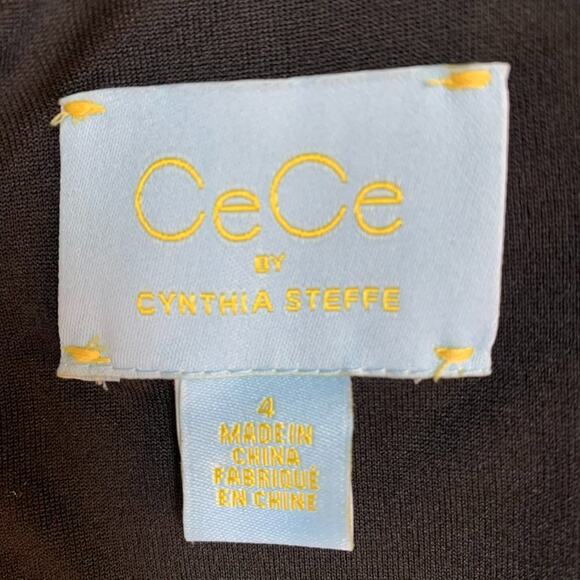 CeCe
BY
CYNTHIA STEFFE
4
MADE IN
CHINA
FABRIQUÉ
EN CHINE